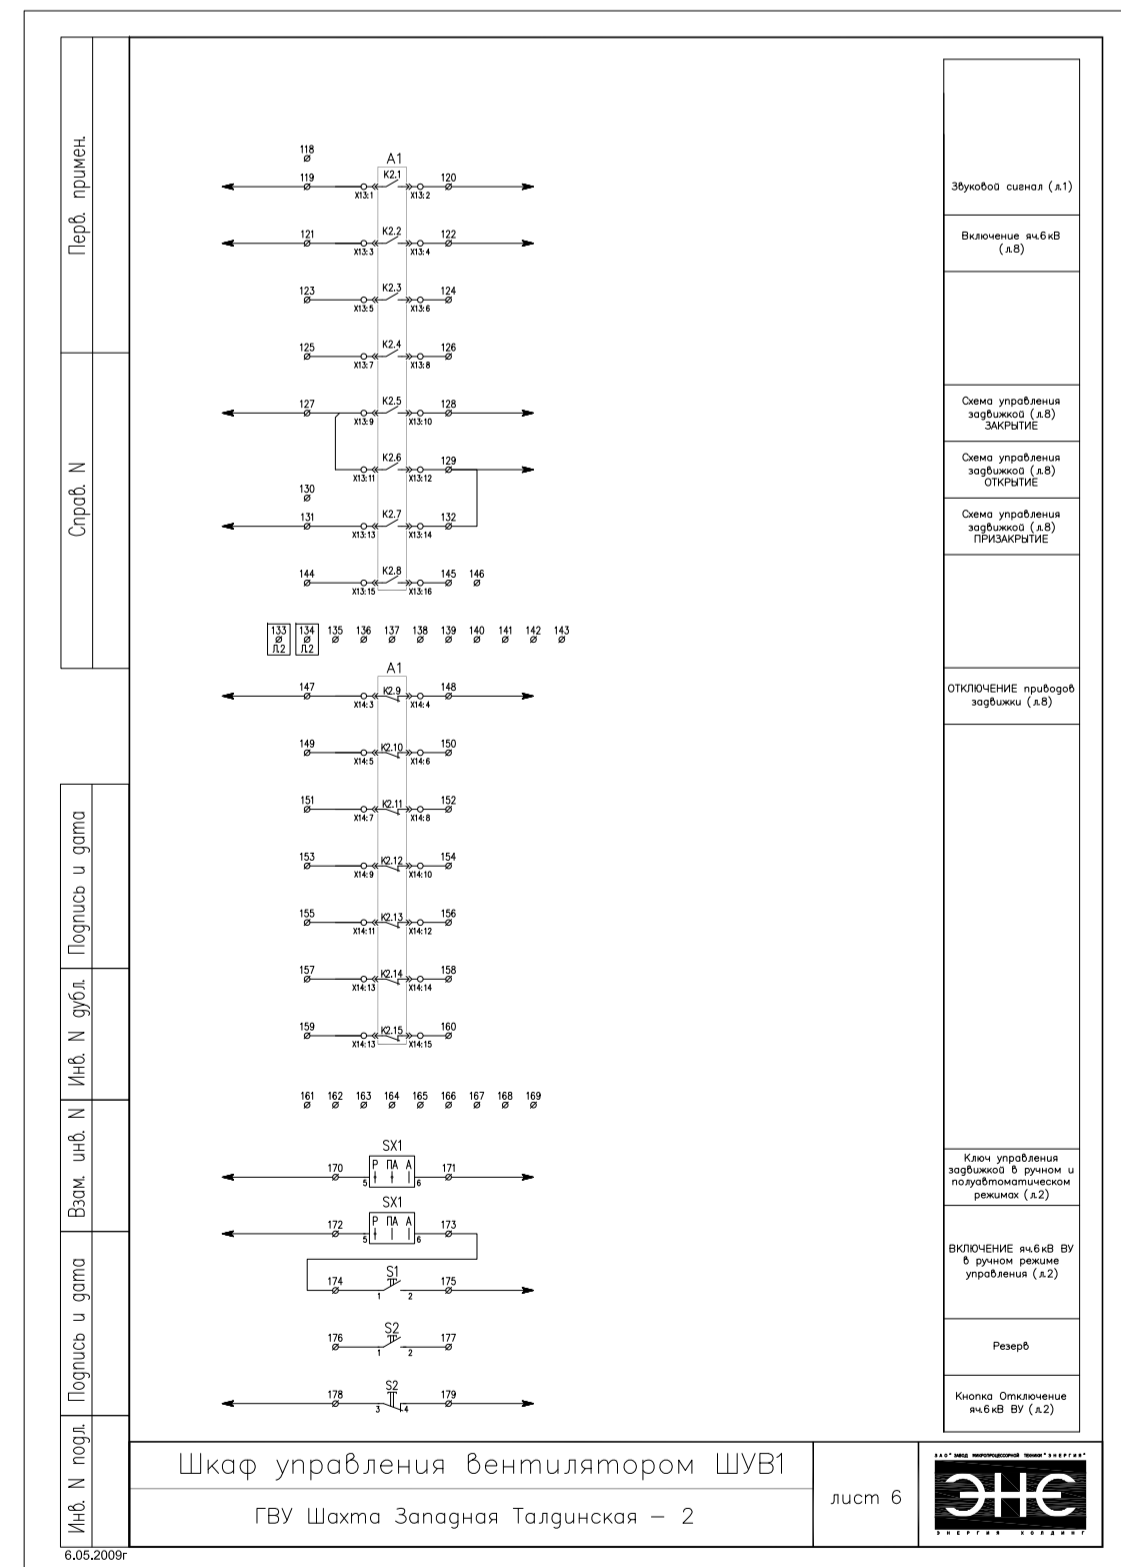 Перв. примен.
Справ. N
Подпись и дата
Инв. N дубл.
Взам. инв. N
Подпись и дата
Инв. N подл.
118
A1
119 K2.1 120
X13:1 X13:2
121 K2.2 122
X13:3 X13:4
123 K2.3 124
X13:5 X13:6
125 K2.4 126
X13:7 X13:8
127 K2.5 128
X13:9 X13:10
K2.6 129
X13:11 X13:12
130
131 K2.7 132
X13:13 X13:14
144 K2.8 145 146
X13:15 X13:16
133 134 135 136 137 138 139 140 141 142 143
Л.2 Л.2
A1
147 K2.9 148
X14:3 X14:4
149 K2.10 150
X14:5 X14:6
151 K2.11 152
X14:7 X14:8
153 K2.12 154
X14:9 X14:10
155 K2.13 156
X14:11 X14:12
157 K2.14 158
X14:13 X14:14
159 K2.15 160
X14:13 X14:15
161 162 163 164 165 166 167 168 169
SX1
170 Р ПА А 171
5 6
SX1
172 Р ПА А 173
5 6
174 S1 175
1 2
176 S2 177
1 2
178 S2 179
3 4
Звуковой сигнал (л.1)
Включение яч.6кВ
(л.8)
Схема управления
задвижкой (л.8)
ЗАКРЫТИЕ
Схема управления
задвижкой (л.8)
ОТКРЫТИЕ
Схема управления
задвижкой (л.8)
ПРИЗАКРЫТИЕ
ОТКЛЮЧЕНИЕ приводов
задвижки (л.8)
Ключ управления
задвижкой в ручном и
полуавтоматическом
режимах (л.2)
ВКЛЮЧЕНИЕ яч.6кВ ВУ
в ручном режиме
управления (л.2)
Резерв
Кнопка Отключение
яч.6кВ ВУ (л.2)
Шкаф управления вентилятором ШУВ1
ГВУ Шахта Западная Талдинская – 2
лист 6
ЗАО "ЗАВОД МИКРОПРОЦЕССОРНОЙ ТЕХНИКИ "ЭНЕРГИЯ"
ЭНЕ
ЭНЕРГИЯ ХОЛДИНГ
6.05.2009г